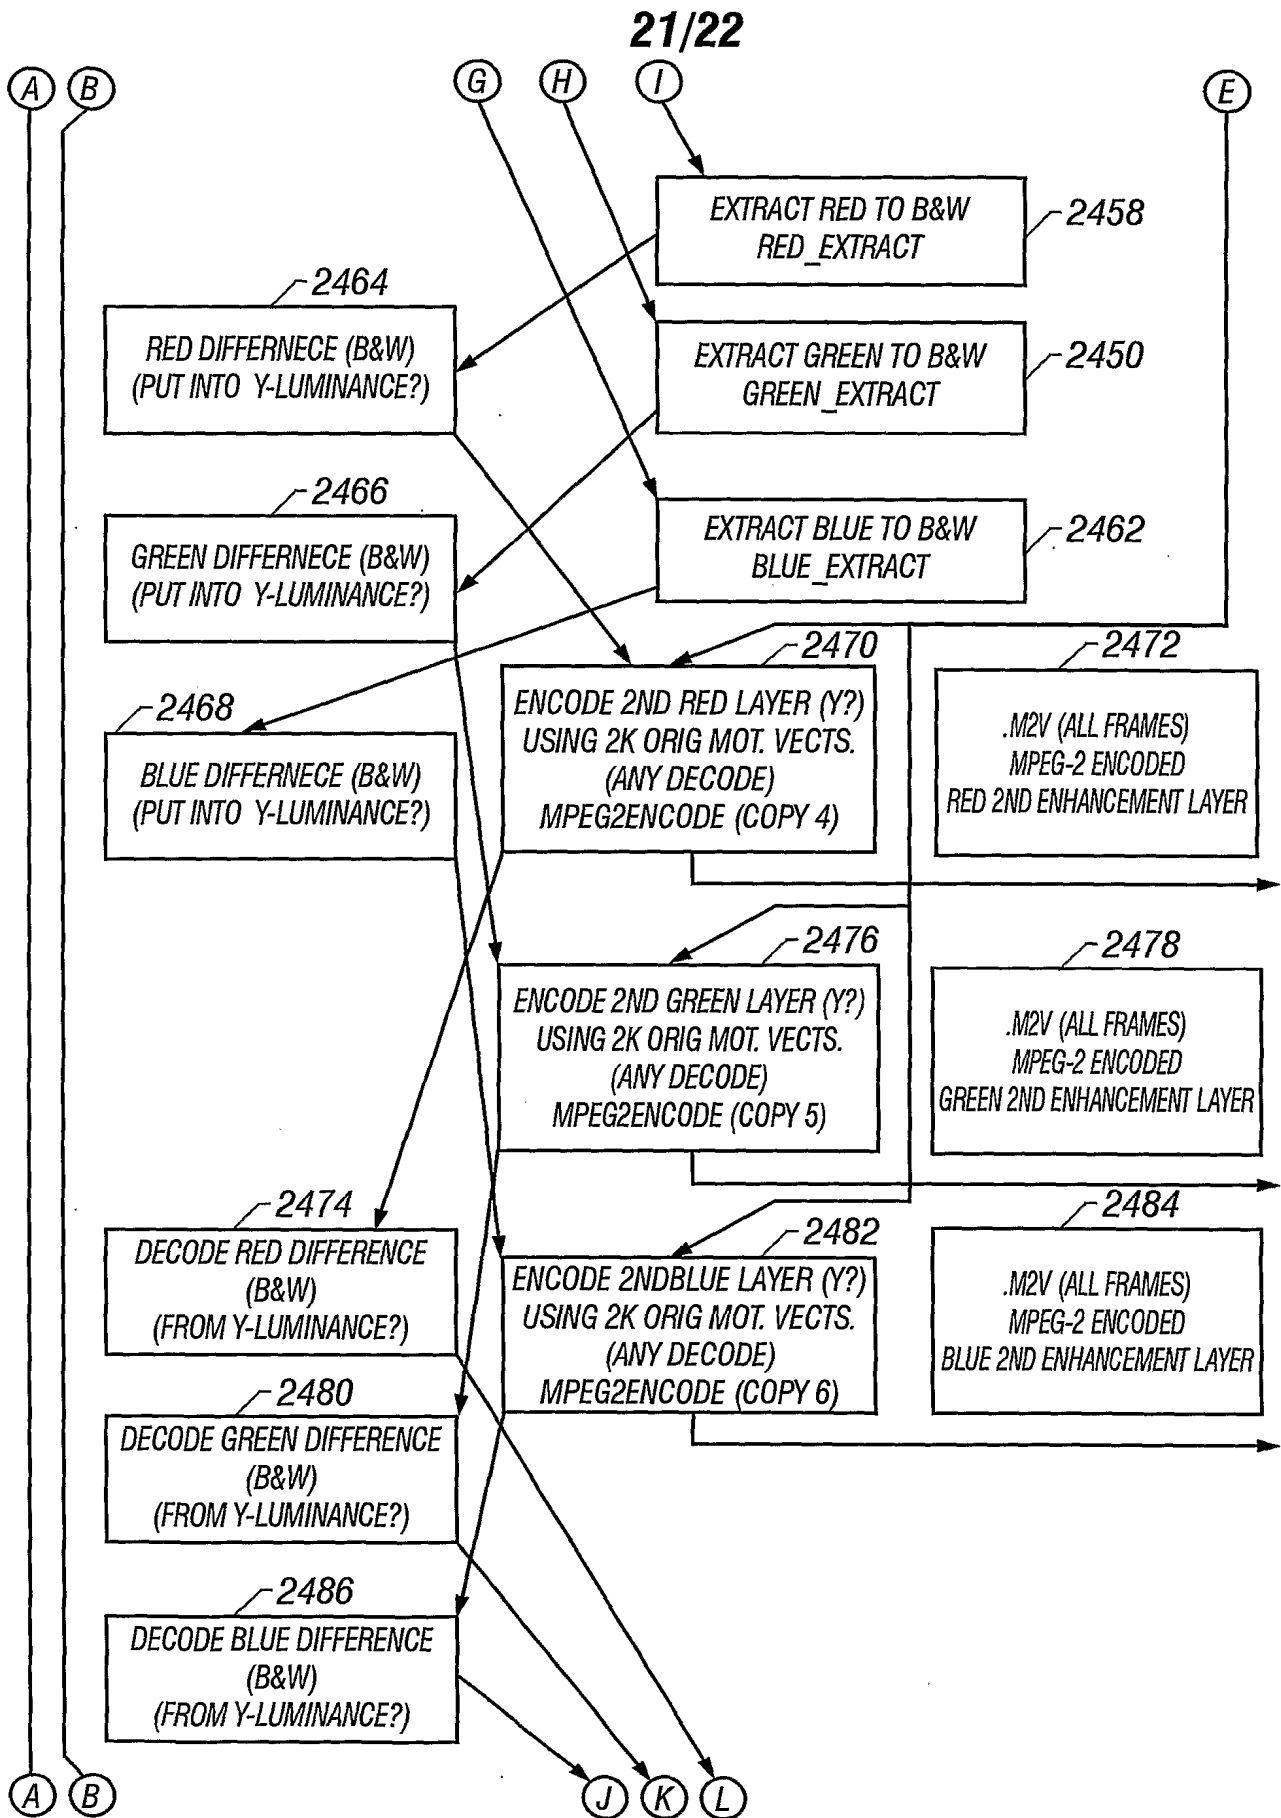 21/22
A
B
G
H
I
E
EXTRACT RED TO B&W
RED_EXTRACT
2458
2464
RED DIFFERNECE (B&W)
(PUT INTO Y-LUMINANCE?)
EXTRACT GREEN TO B&W
GREEN_EXTRACT
2450
2466
GREEN DIFFERNECE (B&W)
(PUT INTO Y-LUMINANCE?)
EXTRACT BLUE TO B&W
BLUE_EXTRACT
2462
2468
BLUE DIFFERNECE (B&W)
(PUT INTO Y-LUMINANCE?)
2470
ENCODE 2ND RED LAYER (Y?)
USING 2K ORIG MOT. VECTS.
(ANY DECODE)
MPEG2ENCODE (COPY 4)
2472
.M2V (ALL FRAMES)
MPEG-2 ENCODED
RED 2ND ENHANCEMENT LAYER
2476
ENCODE 2ND GREEN LAYER (Y?)
USING 2K ORIG MOT. VECTS.
(ANY DECODE)
MPEG2ENCODE (COPY 5)
2478
.M2V (ALL FRAMES)
MPEG-2 ENCODED
GREEN 2ND ENHANCEMENT LAYER
2474
DECODE RED DIFFERENCE
(B&W)
(FROM Y-LUMINANCE?)
2482
ENCODE 2NDBLUE LAYER (Y?)
USING 2K ORIG MOT. VECTS.
(ANY DECODE)
MPEG2ENCODE (COPY 6)
2484
.M2V (ALL FRAMES)
MPEG-2 ENCODED
BLUE 2ND ENHANCEMENT LAYER
2480
DECODE GREEN DIFFERENCE
(B&W)
(FROM Y-LUMINANCE?)
2486
DECODE BLUE DIFFERENCE
(B&W)
(FROM Y-LUMINANCE?)
A
B
J
K
L